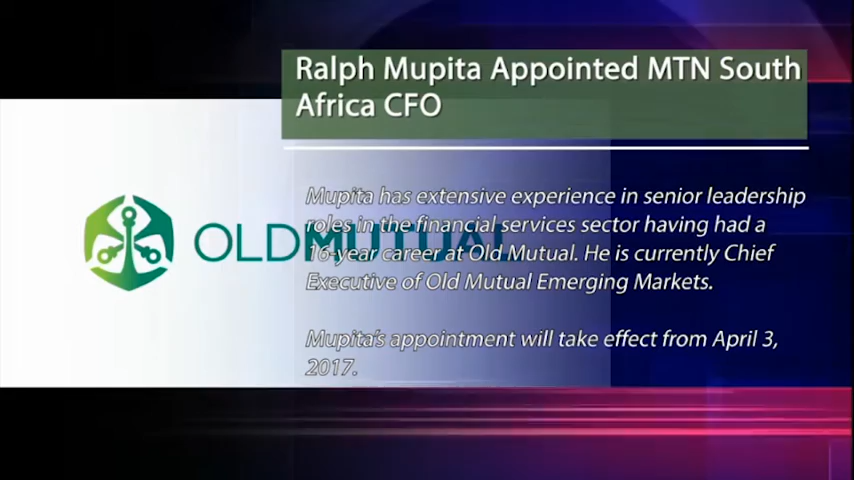 Ralph Mupita Appointed MTN South
Africa CFO
Mupita has extensive experience in senior leadership
roles in the financial services sector having had a
16-year career at Old Mutual. He is currently Chief
Executive of Old Mutual Emerging Markets.
Mupita's appointment will take effect from April 3,
2017.
OLDMUTUAL